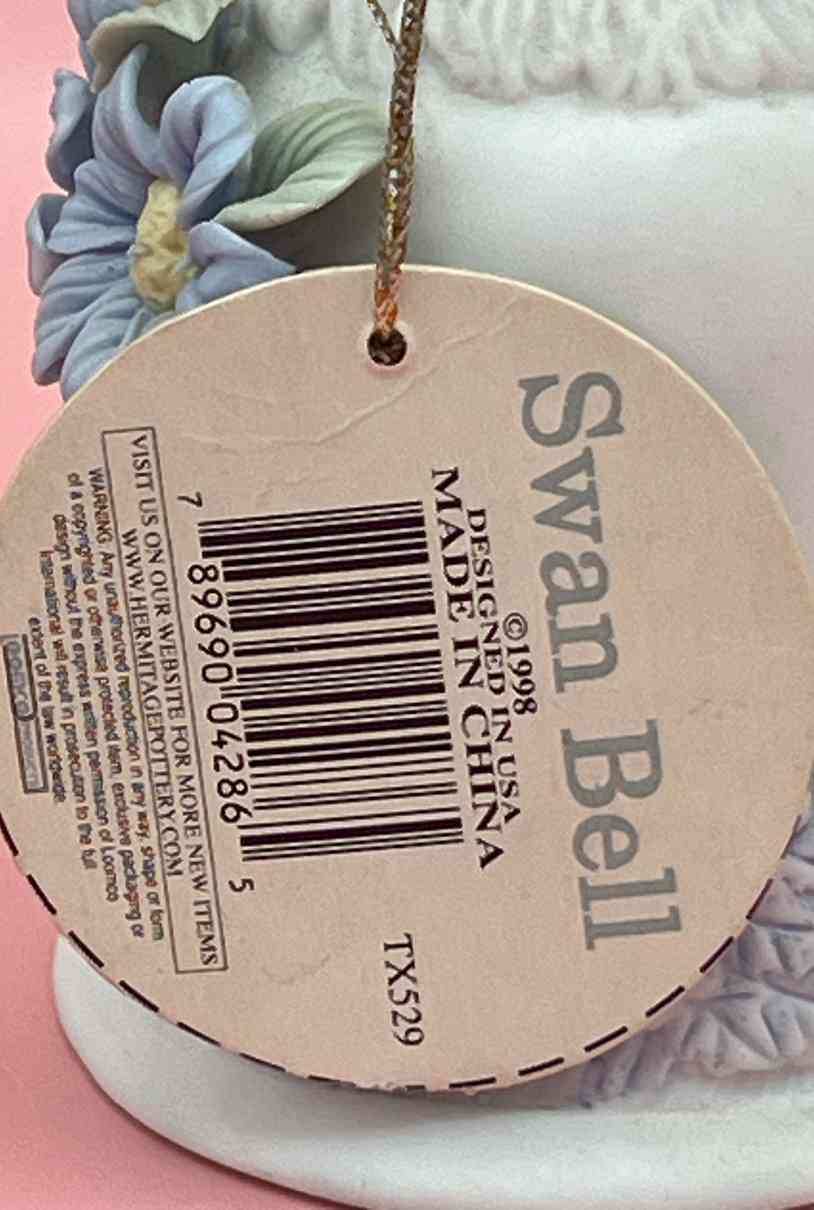 Swan Bell
©1998
DESIGNED IN USA
MADE IN CHINA
TX529
7 89690 04286 5
VISIT US ON OUR WEBSITE FOR MORE NEW ITEMS
WWW.HERMITAGEPOTTERY.COM
WARNING: Any unauthorized reproduction in any way, shape or form
of a copyrighted or otherwise protected item, exclusive packaging or
design without the express written permission of Loomco
International will result in prosecution to the full
extent of the law worldwide.